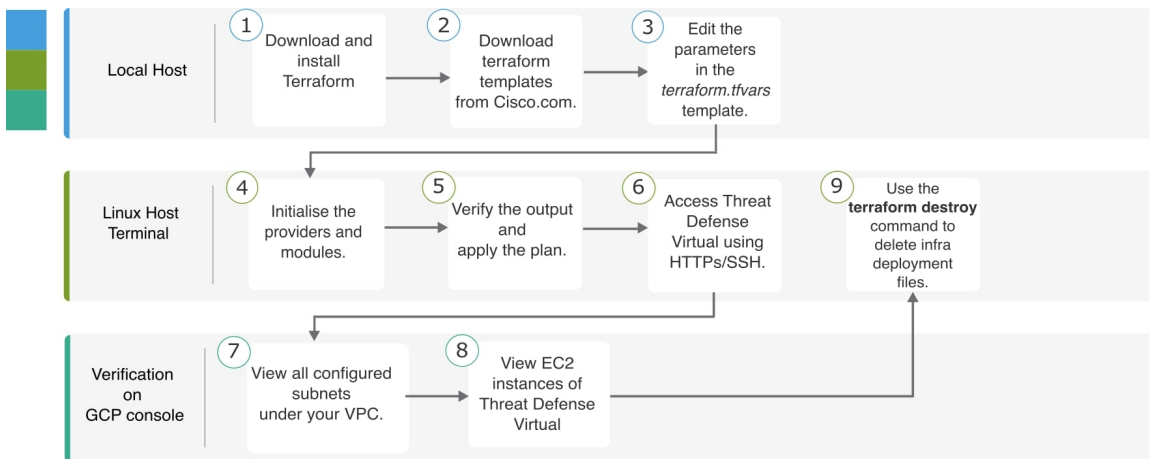 Local Host
1
Download and
install
Terraform
2
Download
terraform
templates
from Cisco.com.
3
Edit the
parameters
in the
terraform.tfvars
template.
Linux Host
Terminal
4
Initialise the
providers and
modules.
5
Verify the output
and
apply the plan.
6
Access Threat
Defense
Virtual using
HTTPs/SSH.
9
Use the
terraform destroy
command to
delete infra
deployment
files.
Verification
on
GCP console
7
View all configured
subnets
under your VPC.
8
View EC2
instances of
Threat Defense
Virtual